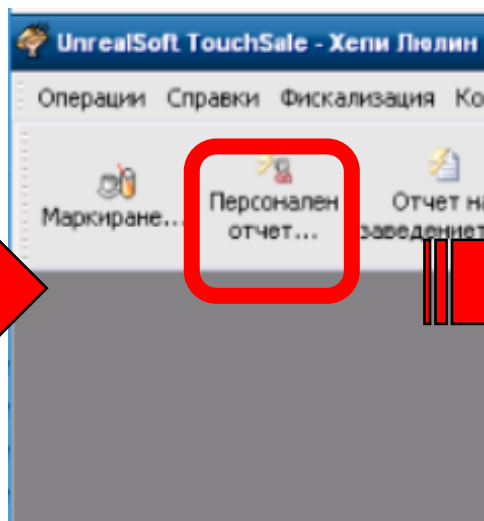 UnrealSoft TouchSale - Хепи Люлин
Операции Справки Фискализация
Маркиране...
Персонален
отчет...
Отчет на